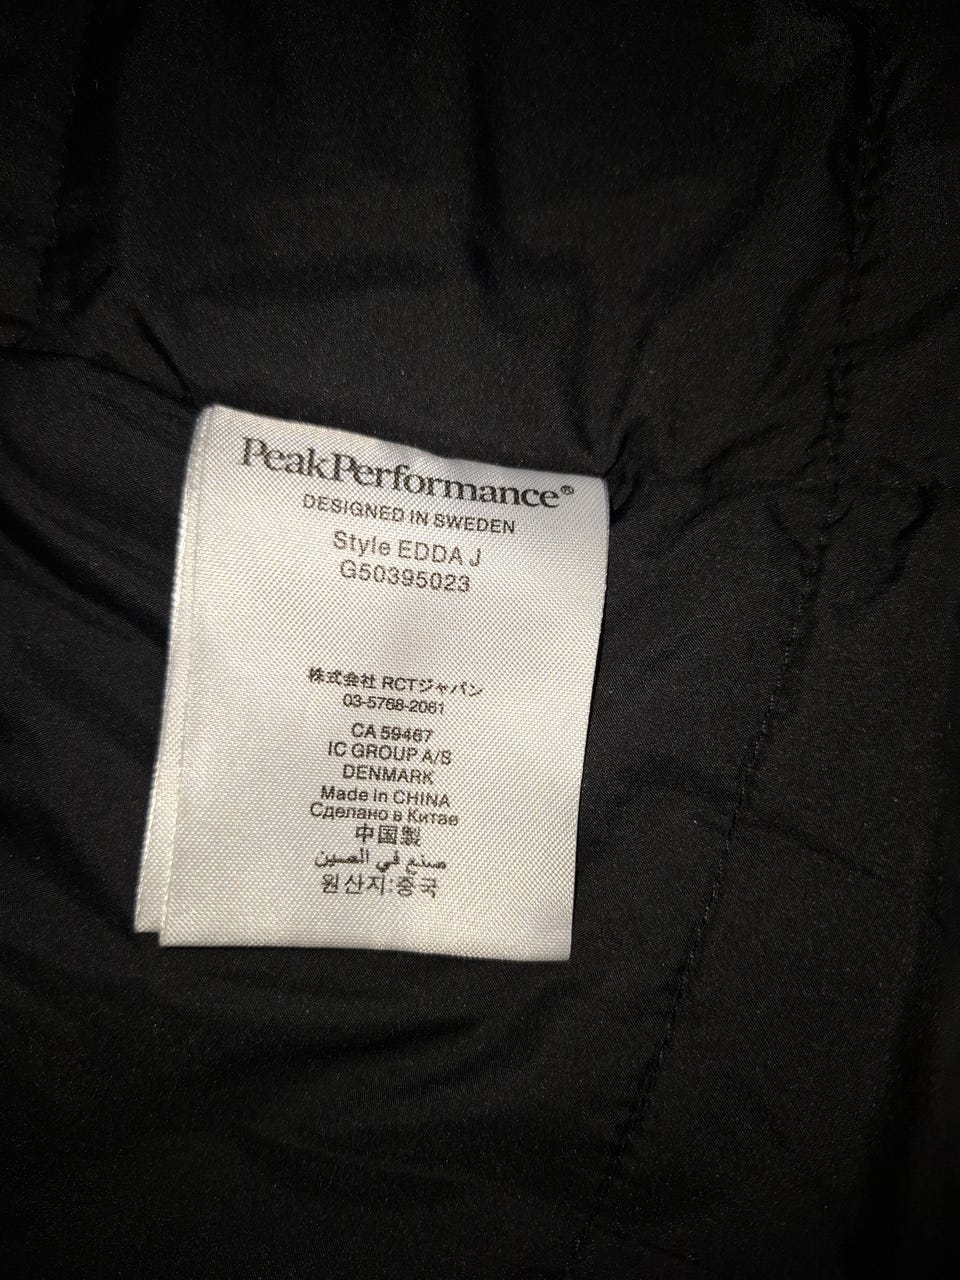 PeakPerformance®
DESIGNED IN SWEDEN
Style EDDA J
G50395023
株式会社 RCTジャパン
03-5768-2061
CA 59467
IC GROUP A/S
DENMARK
Made in CHINA
Сделано в Китае
中国製
صنع في الصين
원산지:중국